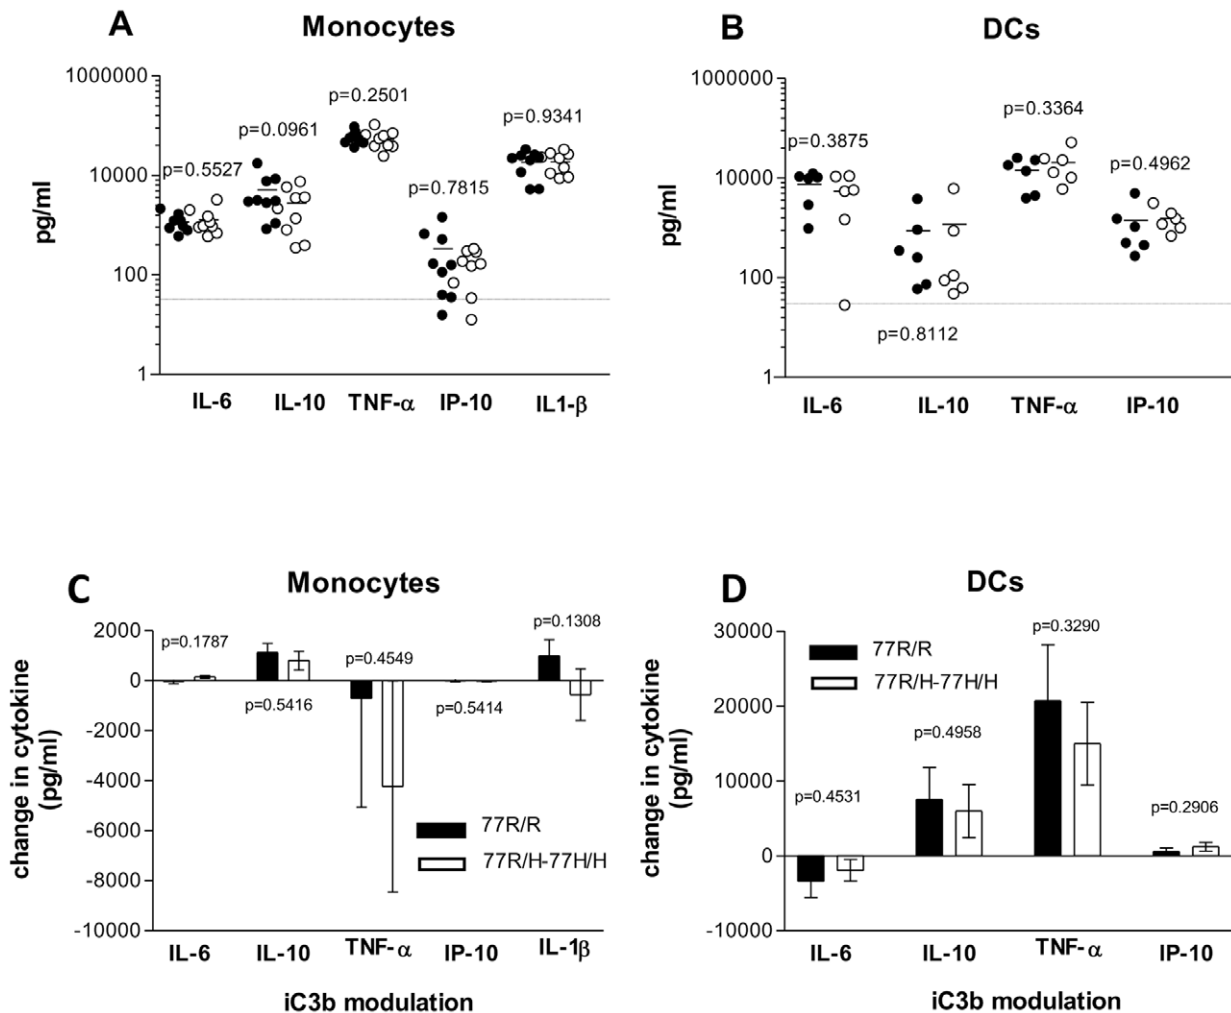 A
Monocytes
1000000
10000
100
1
pg/ml
p=0.5527
p=0.0961
p=0.2501
p=0.7815
p=0.9341
IL-6
IL-10
TNF-α
IP-10
IL1-β
B
DCs
1000000
10000
100
1
pg/ml
p=0.3875
p=0.8112
p=0.3364
p=0.4962
IL-6
IL-10
TNF-α
IP-10
C
Monocytes
2000
0
-2000
-4000
-6000
-8000
-10000
change in cytokine
(pg/ml)
p=0.1787
p=0.5416
p=0.4549
p=0.5414
p=0.1308
77R/R
77R/H-77H/H
IL-6
IL-10
TNF-α
IP-10
IL-1β
iC3b modulation
D
DCs
30000
20000
10000
0
-10000
change in cytokine
(pg/ml)
77R/R
77R/H-77H/H
p=0.4531
p=0.4958
p=0.3290
p=0.2906
IL-6
IL-10
TNF-α
IP-10
iC3b modulation